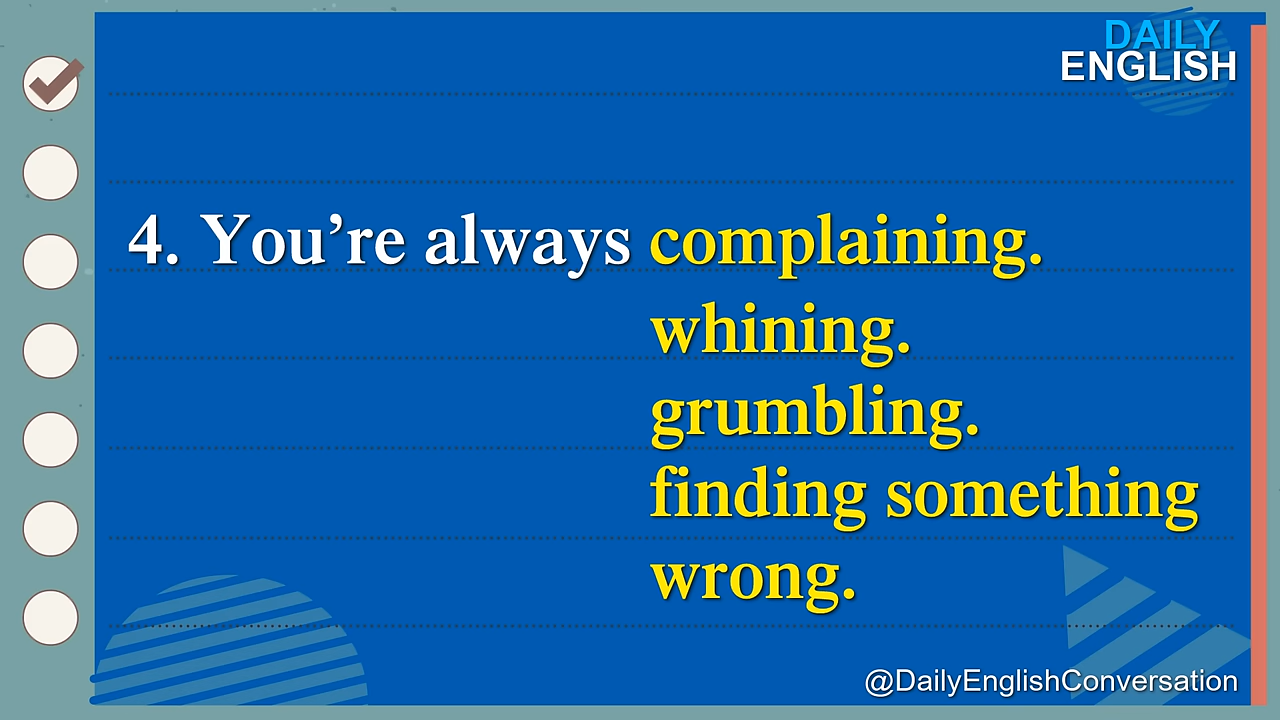 DAILY
ENGLISH
4. You’re always complaining.
whining.
grumbling.
finding something
wrong.
@DailyEnglishConversation